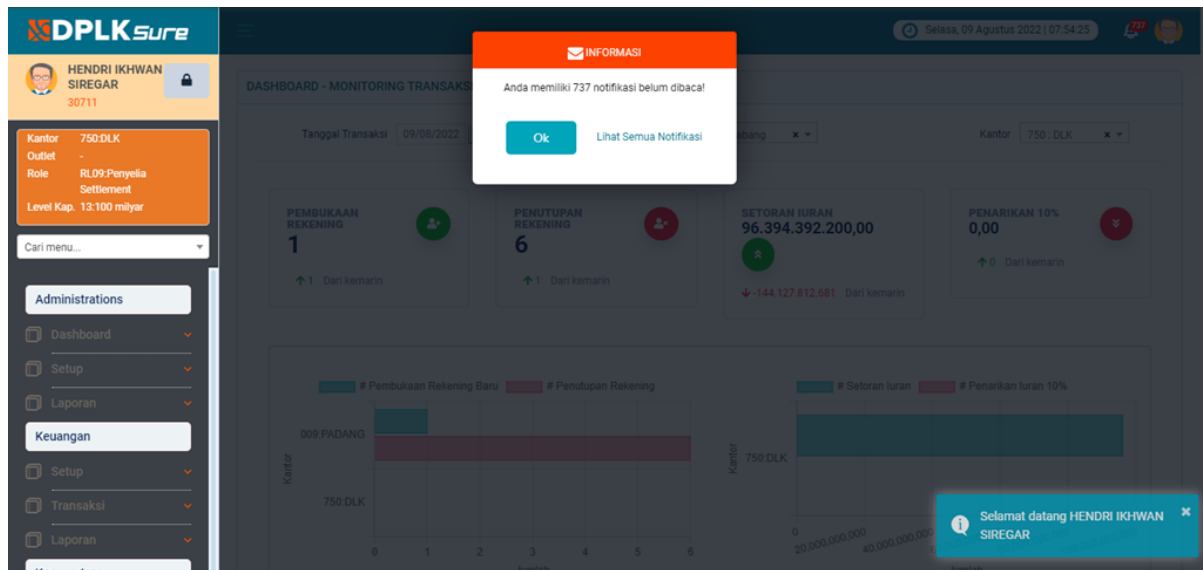 DPLKSure
HENDRI IKHWAN
SIREGAR
30711
Kantor 750:DLK
Outlet -
Role RL09:Penyelia
Settlement
Level Kap. 13:100 milyar
Cari menu...
Administrations
Dashboard
Setup
Laporan
Keuangan
Setup
Transaksi
Laporan
Selasa, 09 Agustus 2022 | 07:54:25
737
INFORMASI
Anda memiliki 737 notifikasi belum dibaca!
Ok Lihat Semua Notifikasi
DASHBOARD - MONITORING TRANSAKS
Tanggal Transaksi 09/08/2022
abang
Kantor 750 : DLK
PEMBUKAAN
REKENING
1
1 Dari kemarin
PENUTUPAN
REKENING
6
1 Dari kemarin
SETORAN IURAN
96.394.392.200,00
-144.127.812.681 Dari kemarin
PENARIKAN 10%
0,00
0 Dari kemarin
# Pembukaan Rekening Baru # Penutupan Rekening
Kantor
009:PADANG
750:DLK
0 1 2 3 4 5 6
# Setoran Iuran # Penarikan Iuran 10%
Kantor
750:DLK
0 20,000,000,000 40,000,000,000
Selamat datang HENDRI IKHWAN
SIREGAR